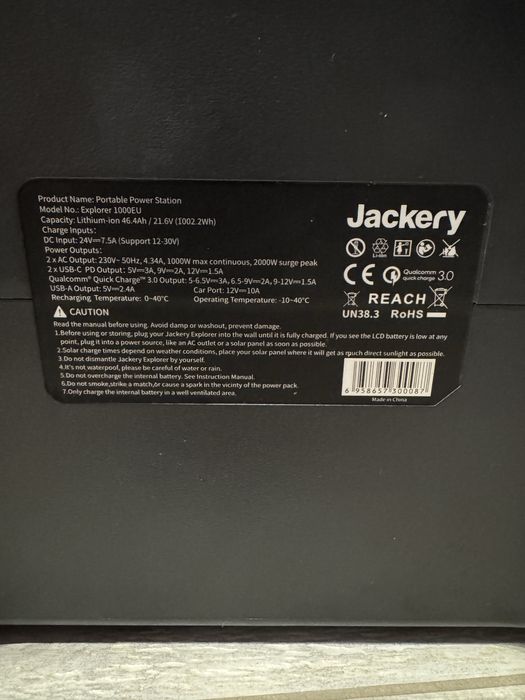 Product Name: Portable Power Station
Model No.: Explorer 1000EU
Capacity: Lithium-ion 46.4Ah / 21.6V (1002.2Wh)
Charge Inputs:
DC Input: 24V⎓7.5A (Support 12-30V)
Power Outputs:
2 x AC Output: 230V~ 50Hz, 4.34A, 1000W max continuous, 2000W surge peak
2 x USB-C PD Output: 5V⎓3A, 9V⎓2A, 12V⎓1.5A
Qualcomm® Quick Charge™ 3.0 Output: 5-6.5V⎓3A, 6.5-9V⎓2A, 9-12V⎓1.5A
USB-A Output: 5V⎓2.4A Car Port: 12V⎓10A
Recharging Temperature: 0~40°C Operating Temperature: -10~40°C
Jackery
Li-ion
CE Qualcomm quick charge 3.0
REACH
UN38.3 RoHS
CAUTION
Read the manual before using. Avoid damp or washout, prevent damage.
1.Before using or storing, plug your Jackery Explorer into the wall until it is fully charged. If you see the LCD battery is low at any
point, plug it into a power source, like an AC outlet or a solar panel as soon as possible.
2.Solar charge times depend on weather conditions, place your solar panel where it will get as much direct sunlight as possible.
3.Do not dismantle Jackery Explorer by yourself.
4.It's not waterproof, please be careful of water or rain.
5.Do not overcharge the internal battery. See Instruction Manual.
6.Do not smoke,strike a match,or cause a spark in the vicinity of the power pack.
7.Only charge the internal battery in a well ventilated area.
6 958657 300087
Made in China